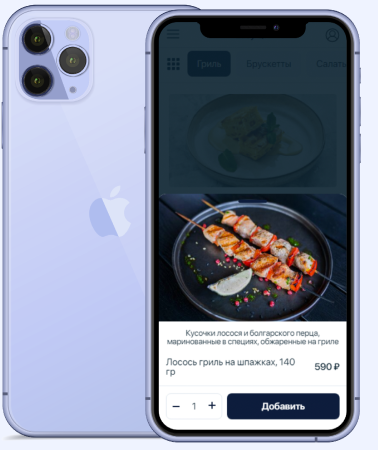 Гриль Брускетты Салаты
Кусочки лосося и болгарского перца,
маринованные в специях, обжаренные на гриле
Лосось гриль на шпажках, 140
гр
590 ₽
− 1 + Добавить